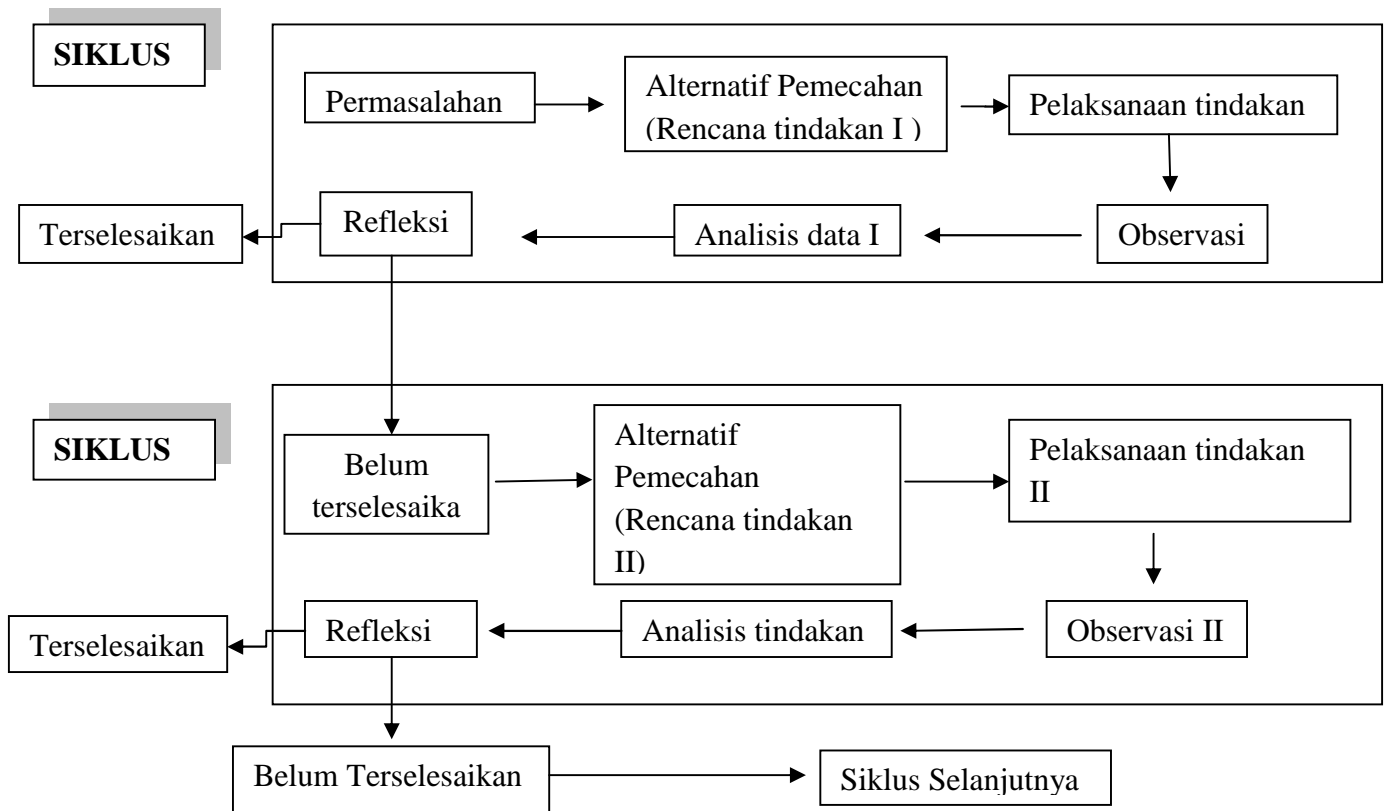 SIKLUS
Permasalahan
Alternatif Pemecahan
(Rencana tindakan I )
Pelaksanaan tindakan
Terselesaikan
Refleksi
Analisis data I
Observasi
SIKLUS
Belum
terselesaika
Alternatif
Pemecahan
(Rencana tindakan
II)
Pelaksanaan tindakan
II
Terselesaikan
Refleksi
Analisis tindakan
Observasi II
Belum Terselesaikan
Siklus Selanjutnya